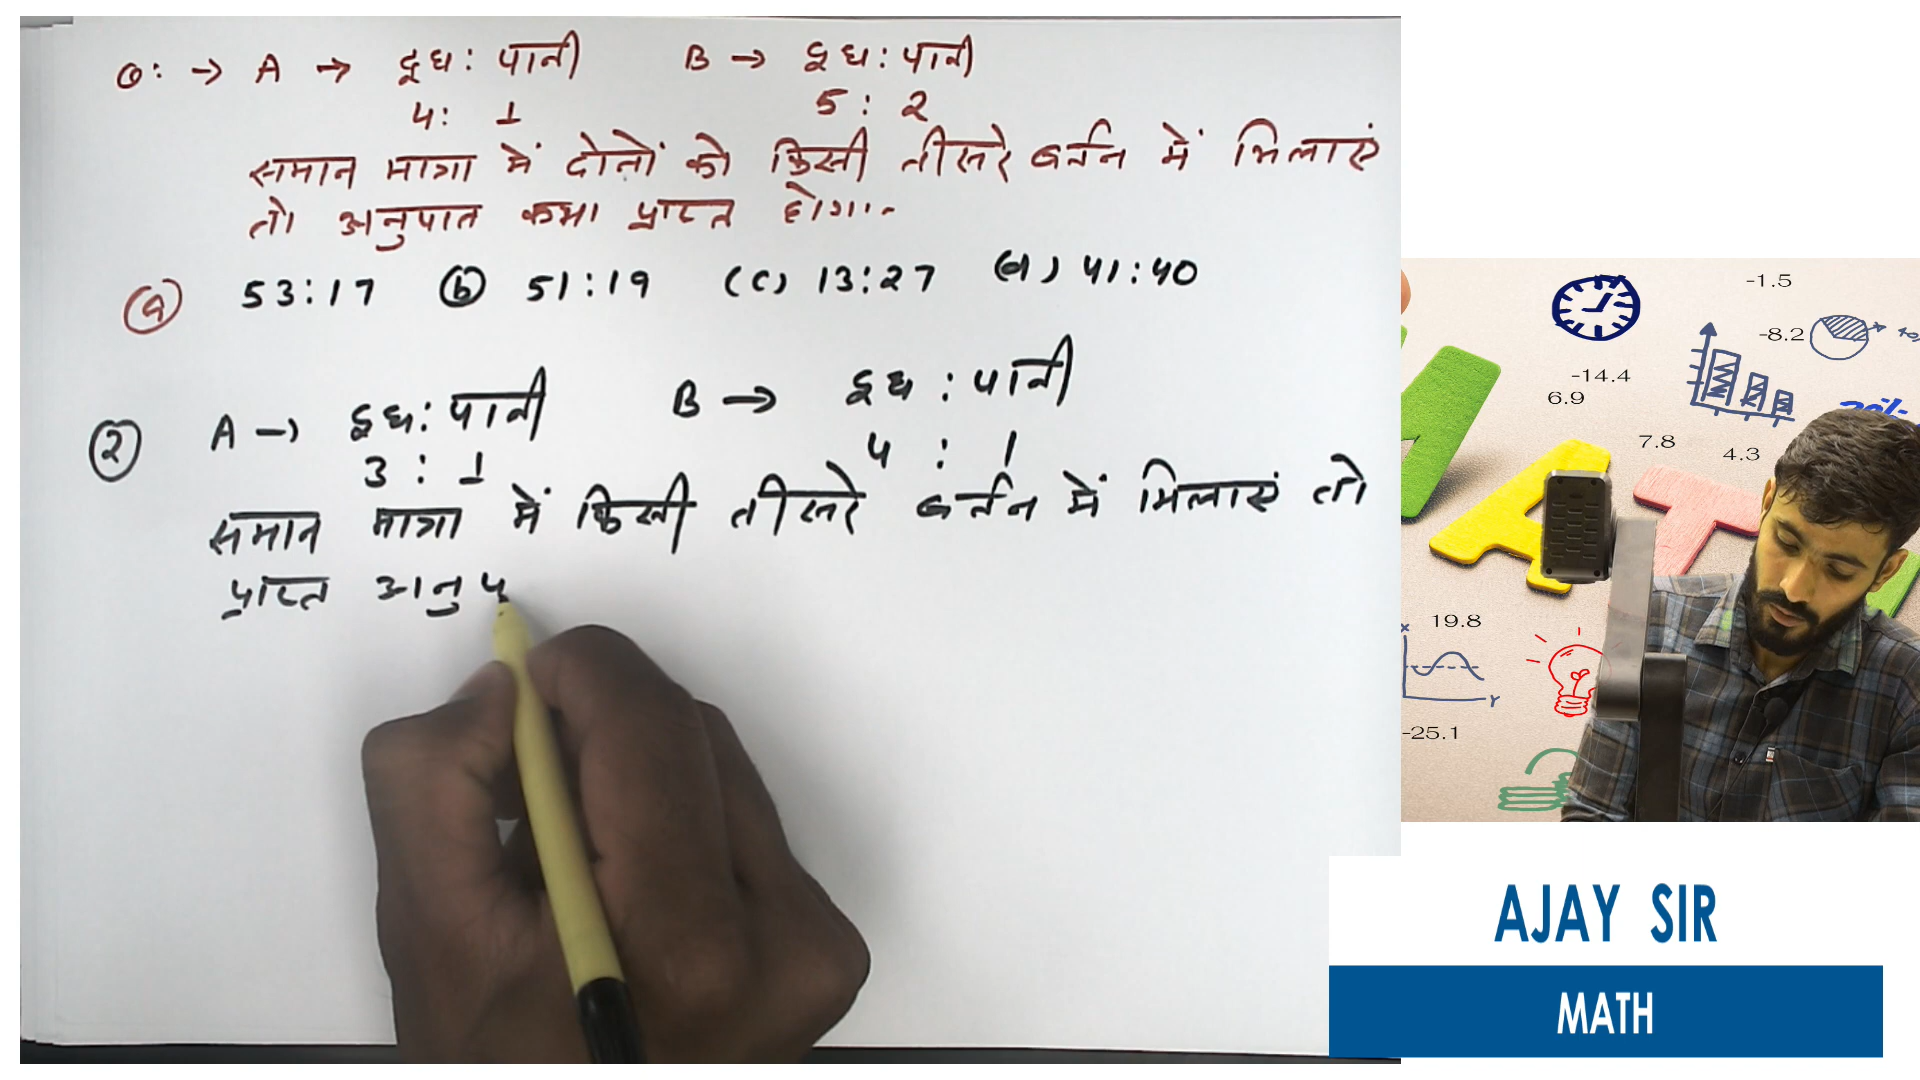 Q: → A → दूध : पानी B → दूध : पानी
4 : 1 5 : 2
समान मात्रा में दोनों को किसी तीसरे बर्तन में मिलाएं
तो अनुपात क्या प्राप्त होगा.-
(a) 53:17 (b) 51:19 (c) 13:27 (d) 41:40
(2) A → दूध : पानी B → दूध : पानी
3 : 1 4 : 1
समान मात्रा में किसी तीसरे बर्तन में मिलाएं तो
प्राप्त अनुप
-1.5
-8.2
-14.4
6.9
7.8
4.3
19.8
X
Y
-25.1
AJAY SIR
MATH